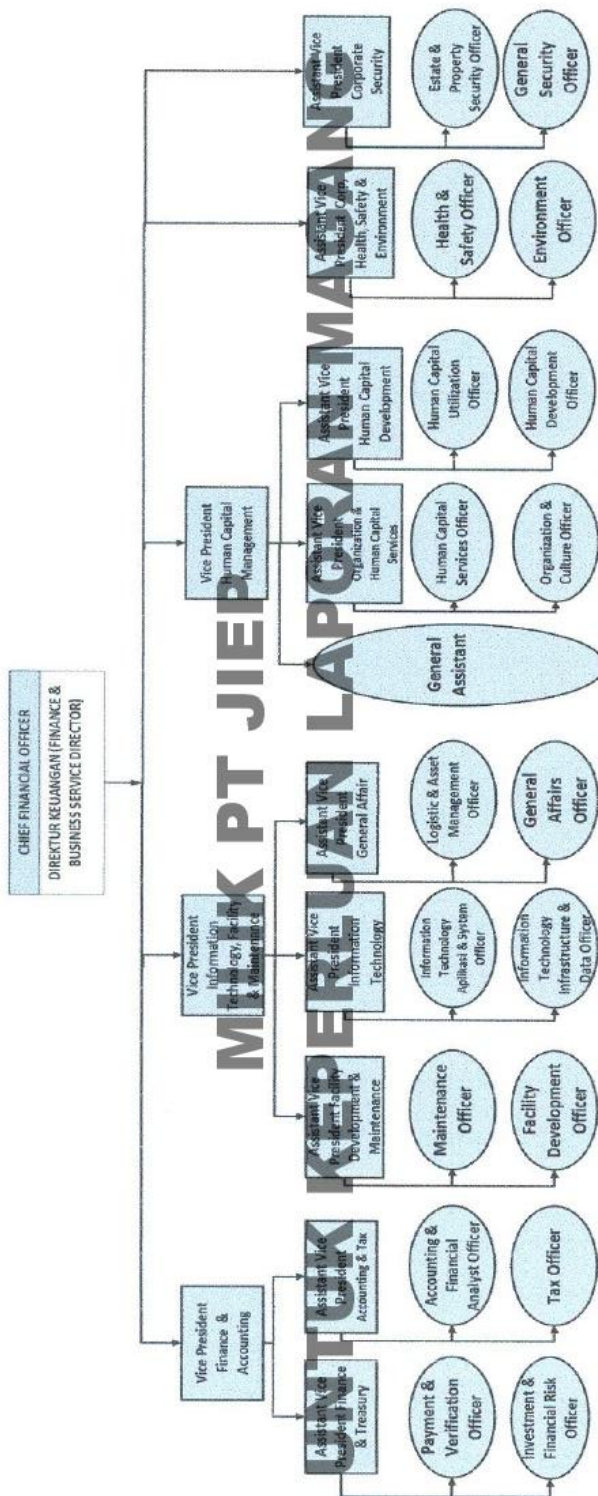 CHIEF FINANCIAL OFFICER
DIREKTUR KEUANGAN (FINANCE &
BUSINESS SERVICE DIRECTOR)
Vice President
Finance &
Accounting
Vice President
Information
Technology, Facility
& Maintenance
Vice President
Human Capital
Management
Assistant Vice
President Finance
& Treasury
Assistant Vice
President
Accounting & Tax
Assistant Vice
President Facility
Development &
Maintenance
Assistant Vice
President
Information
Technology
Assistant Vice
President
General Affair
General
Assistant
Assistant Vice
President
Organization &
Human Capital
Services
Assistant Vice
President
Human Capital
Development
Assistant Vice
President Corp,
Health, Safety &
Environment
Assistant Vice
President
Corporate
Security
Payment &
Verification
Officer
Accounting &
Financial
Analyst Officer
Maintenance
Officer
Information
Technology
Aplikasi & System
Officer
Logistic & Asset
Management
Officer
Human Capital
Services Officer
Human Capital
Utilization
Officer
Health &
Safety Officer
Estate &
Property
Security Officer
Investment &
Financial Risk
Officer
Tax Officer
Facility
Development
Officer
Information
Technology
Infrastructure &
Data Officer
General
Affairs
Officer
Organization &
Culture Officer
Human Capital
Development
Officer
Environment
Officer
General
Security
Officer
MILIK PT JIEP
UNTUK KEPERLUAN LAPORAN MAGANG